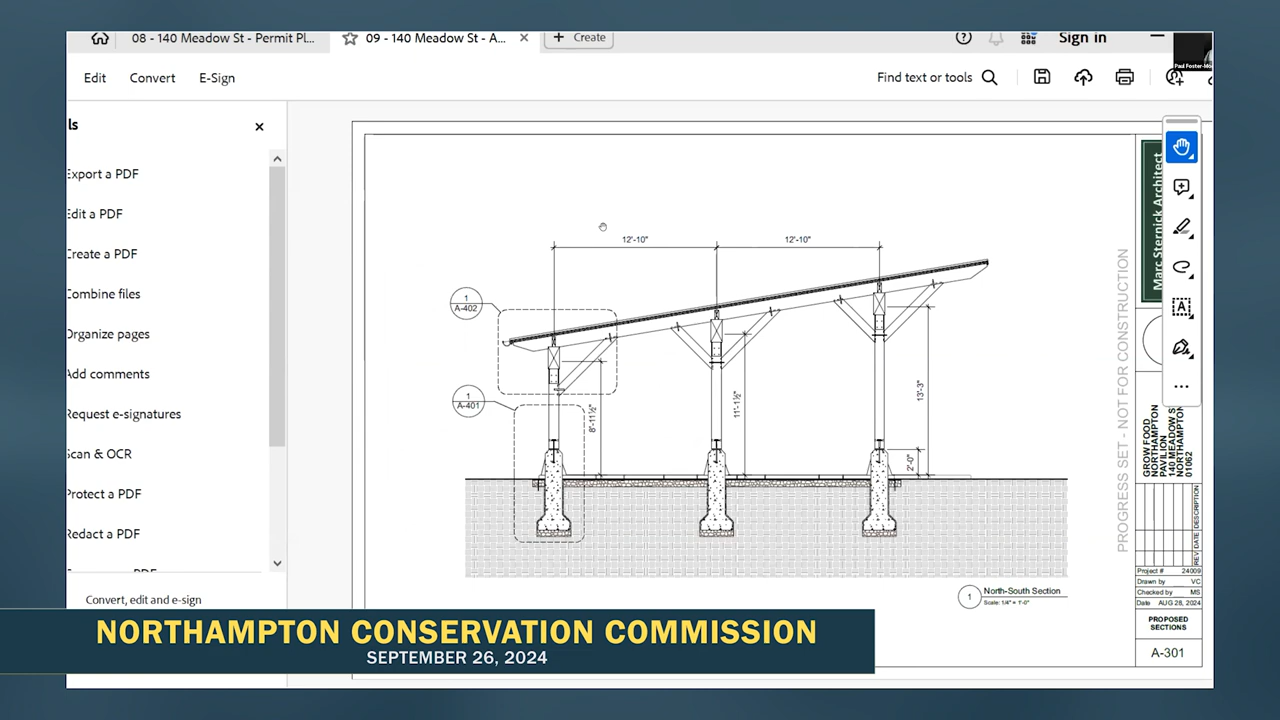 08 - 140 Meadow St - Permit Pl...
09 - 140 Meadow St - A...
Create
Sign in
Edit
Convert
E-Sign
Find text or tools
ls
Export a PDF
Edit a PDF
Create a PDF
Combine files
Organize pages
Add comments
Request e-signatures
Scan & OCR
Protect a PDF
Redact a PDF
Convert, edit and e-sign
12'-10"
12'-10"
1
A-402
1
A-401
8'-11½"
11'-1½"
13'-3"
2'-0"
1
North-South Section
Scale: 1/4" = 1'-0"
PROGRESS SET - NOT FOR CONSTRUCTION
Marc Sternick Architect
GROW FOOD
NORTHAMPTON
PAVILION
140 MEADOW S
NORTHAMPTON
01062
REV
DATE
DESCRIPTION
Project # 24009
Drawn by VC
Checked by MS
Date AUG 28, 2024
PROPOSED
SECTIONS
A-301
NORTHAMPTON CONSERVATION COMMISSION
SEPTEMBER 26, 2024